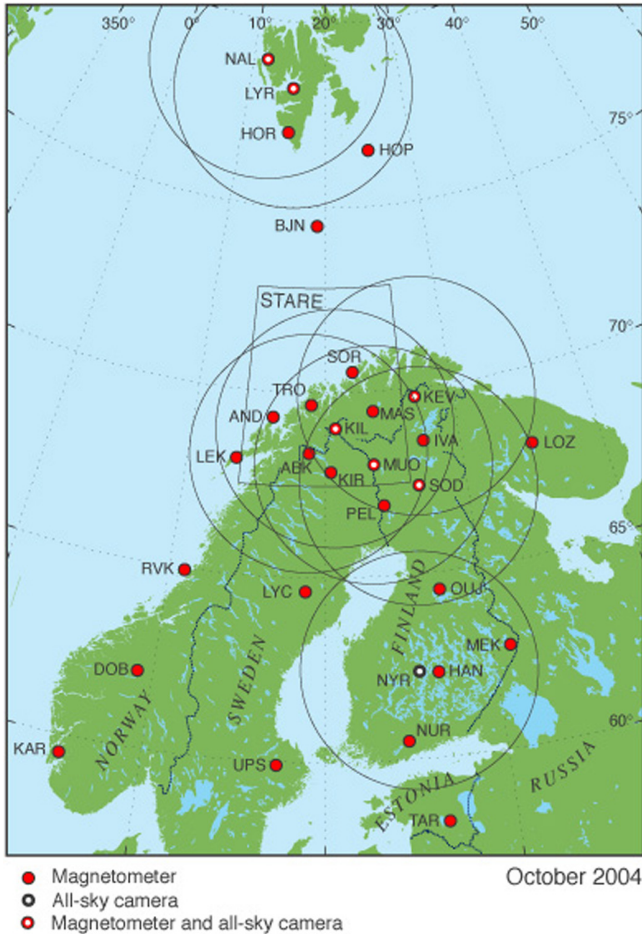 350° 0° 10° 20° 30° 40° 50°
NAL
LYR
75°
HOR
HOP
BJN
STARE
70°
SOR
TRO
KEV
AND
MAS
KIL
IVA
LOZ
LEK
ABK
MUO
KIR
SOD
PEL
65°
RVK
LYC
OUJ
FINLAND
MEK
DOB
SWEDEN
NYR
HAN
NORWAY
60°
NUR
KAR
UPS
RUSSIA
ESTONIA
TAR
Magnetometer
October 2004
All-sky camera
Magnetometer and all-sky camera